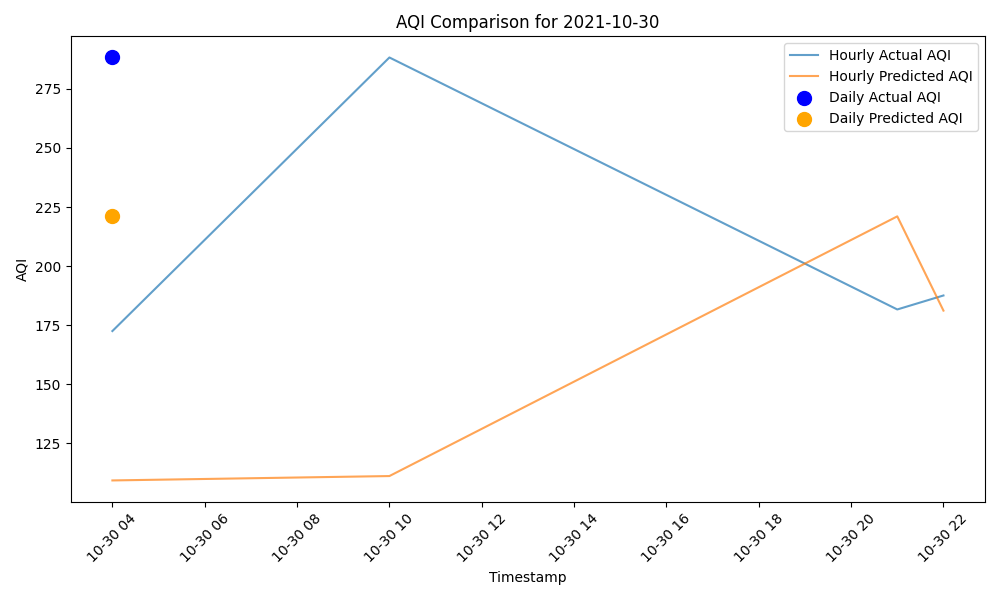 AQI Comparison for 2021-10-30
Hourly Actual AQI
Hourly Predicted AQI
Daily Actual AQI
Daily Predicted AQI
AQI
275
250
225
200
175
150
125
10-30 04
10-30 06
10-30 08
10-30 10
10-30 12
10-30 14
10-30 16
10-30 18
10-30 20
10-30 22
Timestamp